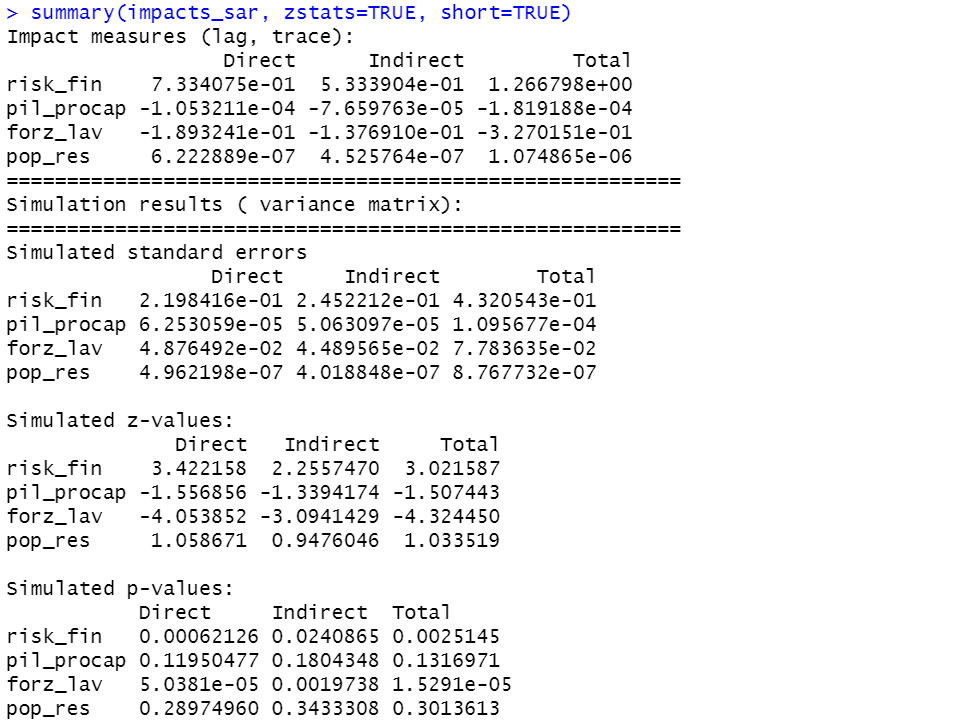 > summary(impacts_sar, zstats=TRUE, short=TRUE)
Impact measures (lag, trace):
                  Direct      Indirect         Total
risk_fin    7.334075e-01  5.333904e-01  1.266798e+00
pil_procap -1.053211e-04 -7.659763e-05 -1.819188e-04
forz_lav   -1.893241e-01 -1.376910e-01 -3.270151e-01
pop_res     6.222889e-07  4.525764e-07  1.074865e-06
========================================================
Simulation results ( variance matrix):
========================================================
Simulated standard errors
                 Direct     Indirect        Total
risk_fin   2.198416e-01 2.452212e-01 4.320543e-01
pil_procap 6.253059e-05 5.063097e-05 1.095677e-04
forz_lav   4.876492e-02 4.489565e-02 7.783635e-02
pop_res    4.962198e-07 4.018848e-07 8.767732e-07

Simulated z-values:
              Direct   Indirect     Total
risk_fin    3.422158  2.2557470  3.021587
pil_procap -1.556856 -1.3394174 -1.507443
forz_lav   -4.053852 -3.0941429 -4.324450
pop_res     1.058671  0.9476046  1.033519

Simulated p-values:
           Direct     Indirect  Total
risk_fin   0.00062126 0.0240865 0.0025145
pil_procap 0.11950477 0.1804348 0.1316971
forz_lav   5.0381e-05 0.0019738 1.5291e-05
pop_res    0.28974960 0.3433308 0.3013613